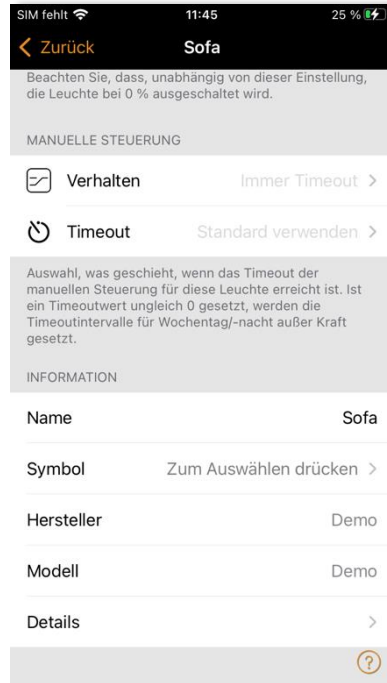 SIM fehlt 11:45 25 %
Zurück Sofa
Beachten Sie, dass, unabhängig von dieser Einstellung,
die Leuchte bei 0 % ausgeschaltet wird.
MANUELLE STEUERUNG
Verhalten Immer Timeout >
Timeout Standard verwenden >
Auswahl, was geschieht, wenn das Timeout der
manuellen Steuerung für diese Leuchte erreicht ist. Ist
ein Timeoutwert ungleich 0 gesetzt, werden die
Timeoutintervalle für Wochentag/-nacht außer Kraft
gesetzt.
INFORMATION
Name Sofa
Symbol Zum Auswählen drücken >
Hersteller Demo
Modell Demo
Details >
?